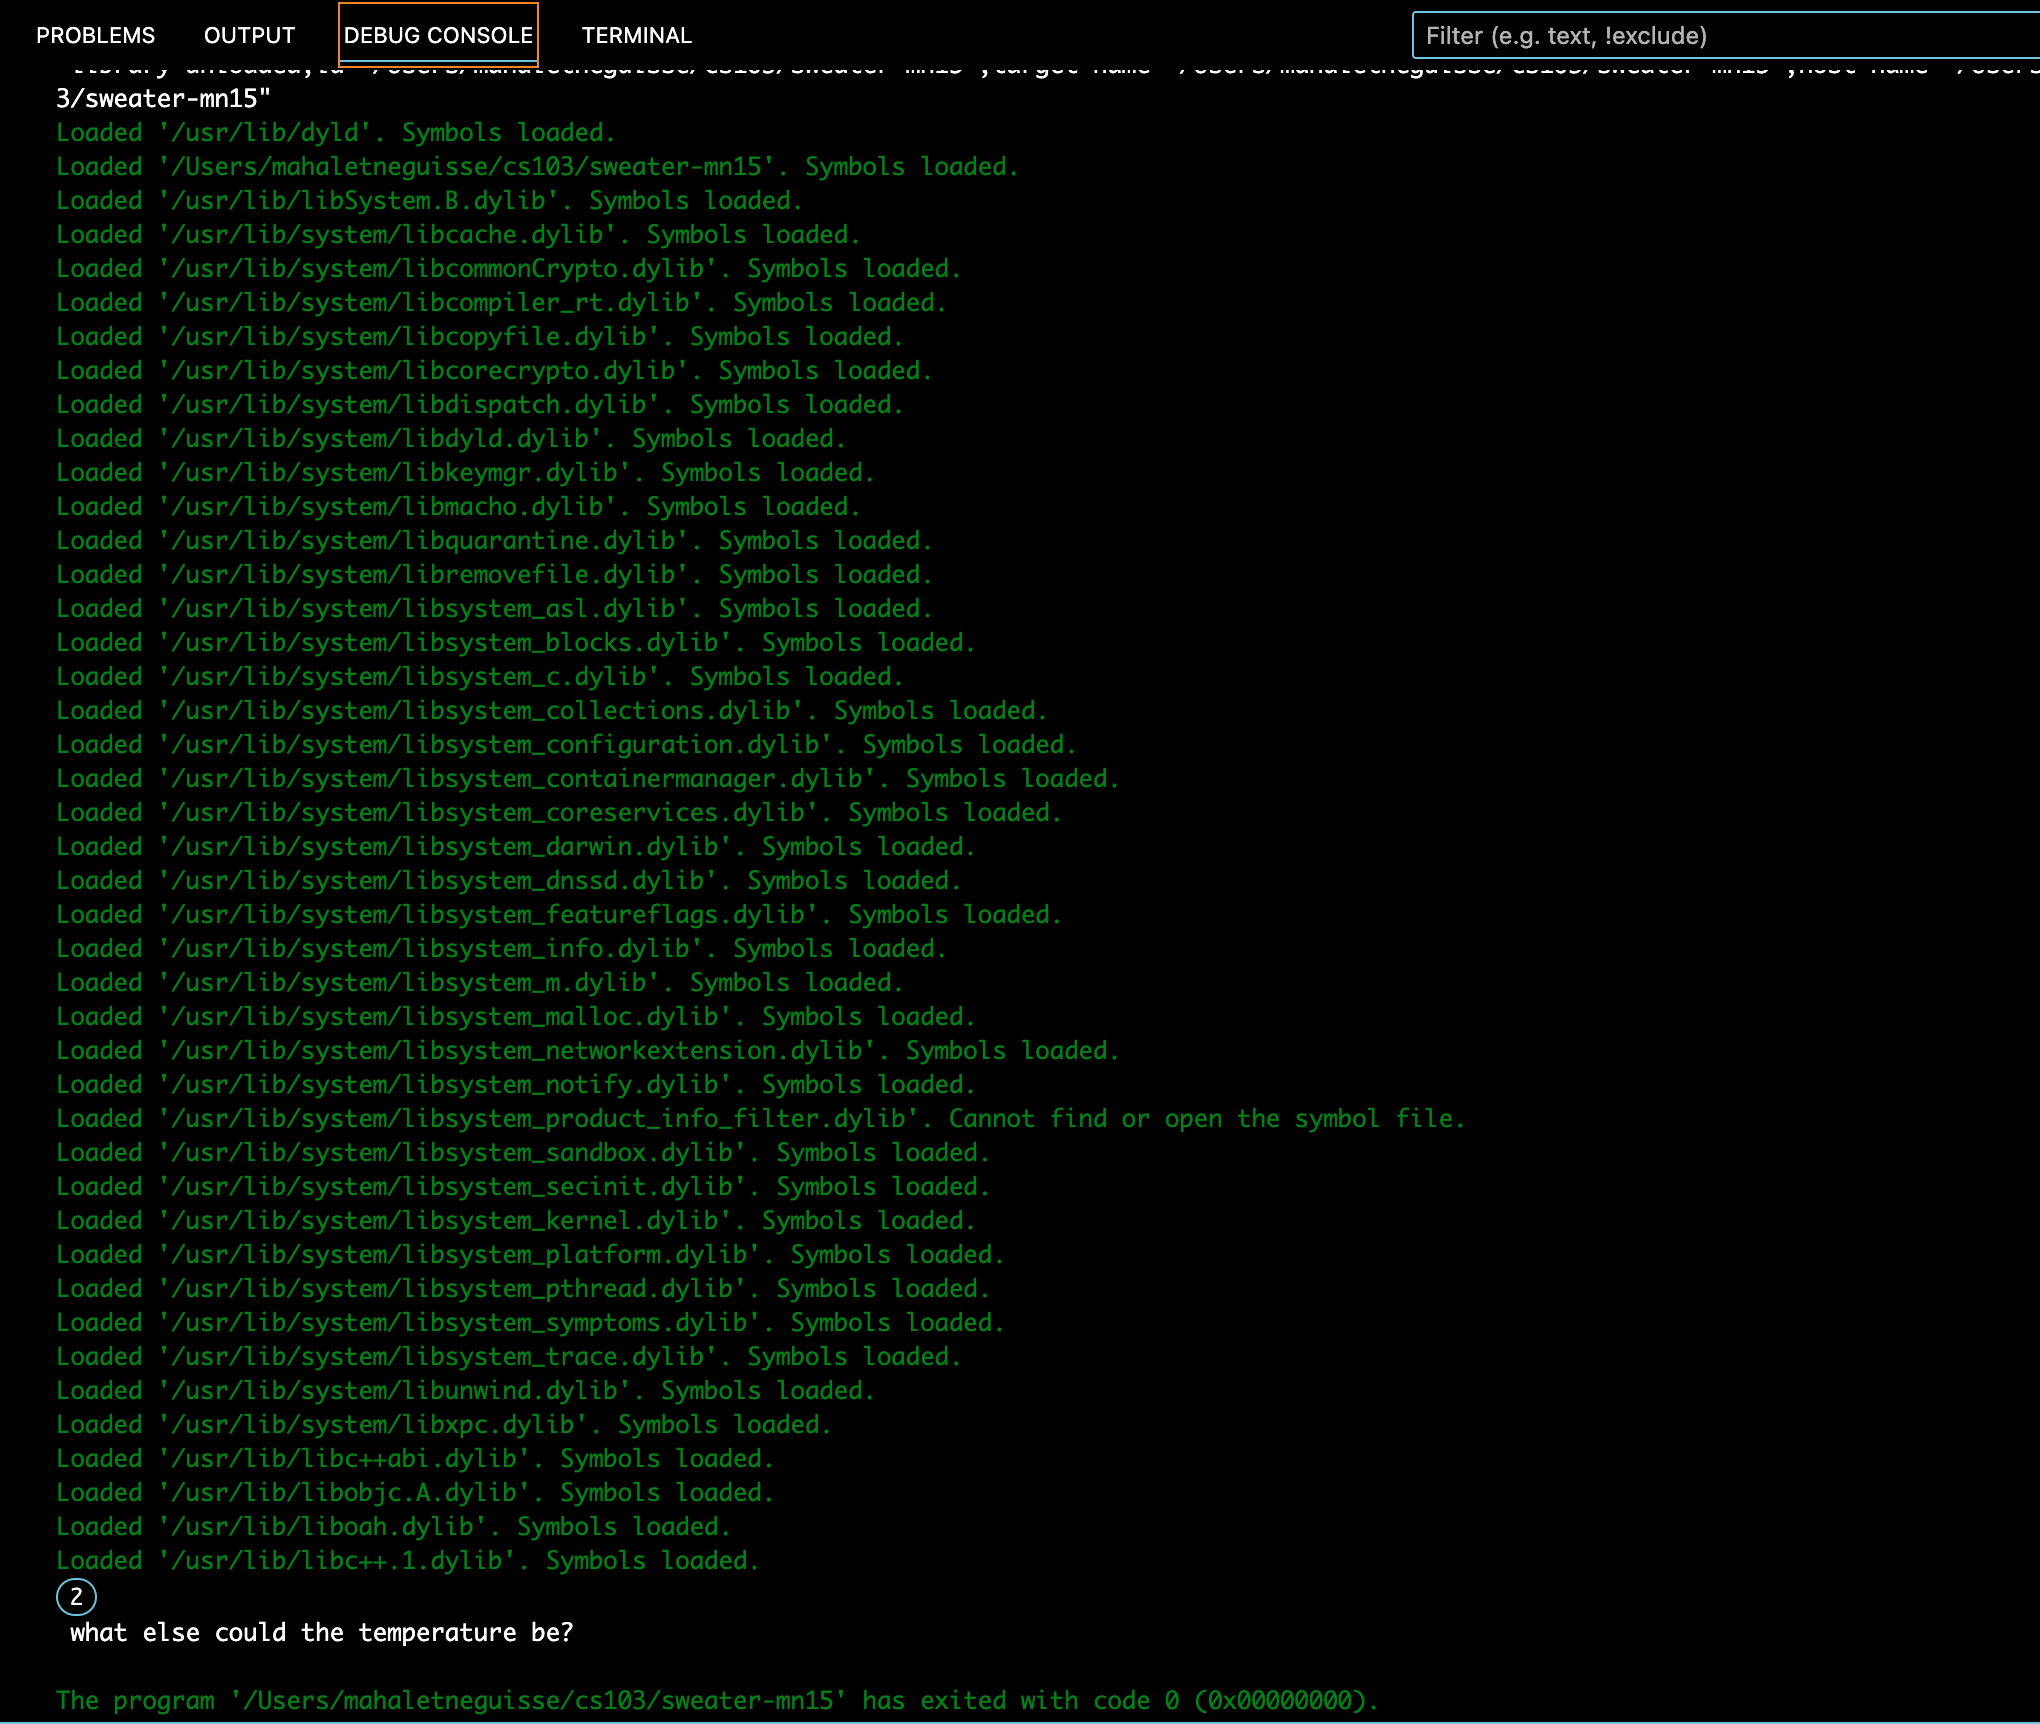 PROBLEMS OUTPUT DEBUG CONSOLE TERMINAL Filter (e.g. text, !exclude)
3/sweater-mn15"
Loaded '/usr/lib/dyld'. Symbols loaded.
Loaded '/Users/mahaletneguisse/cs103/sweater-mn15'. Symbols loaded.
Loaded '/usr/lib/libSystem.B.dylib'. Symbols loaded.
Loaded '/usr/lib/system/libcache.dylib'. Symbols loaded.
Loaded '/usr/lib/system/libcommonCrypto.dylib'. Symbols loaded.
Loaded '/usr/lib/system/libcompiler_rt.dylib'. Symbols loaded.
Loaded '/usr/lib/system/libcopyfile.dylib'. Symbols loaded.
Loaded '/usr/lib/system/libcorecrypto.dylib'. Symbols loaded.
Loaded '/usr/lib/system/libdispatch.dylib'. Symbols loaded.
Loaded '/usr/lib/system/libdyld.dylib'. Symbols loaded.
Loaded '/usr/lib/system/libkeymgr.dylib'. Symbols loaded.
Loaded '/usr/lib/system/libmacho.dylib'. Symbols loaded.
Loaded '/usr/lib/system/libquarantine.dylib'. Symbols loaded.
Loaded '/usr/lib/system/libremovefile.dylib'. Symbols loaded.
Loaded '/usr/lib/system/libsystem_asl.dylib'. Symbols loaded.
Loaded '/usr/lib/system/libsystem_blocks.dylib'. Symbols loaded.
Loaded '/usr/lib/system/libsystem_c.dylib'. Symbols loaded.
Loaded '/usr/lib/system/libsystem_collections.dylib'. Symbols loaded.
Loaded '/usr/lib/system/libsystem_configuration.dylib'. Symbols loaded.
Loaded '/usr/lib/system/libsystem_containermanager.dylib'. Symbols loaded.
Loaded '/usr/lib/system/libsystem_coreservices.dylib'. Symbols loaded.
Loaded '/usr/lib/system/libsystem_darwin.dylib'. Symbols loaded.
Loaded '/usr/lib/system/libsystem_dnssd.dylib'. Symbols loaded.
Loaded '/usr/lib/system/libsystem_featureflags.dylib'. Symbols loaded.
Loaded '/usr/lib/system/libsystem_info.dylib'. Symbols loaded.
Loaded '/usr/lib/system/libsystem_m.dylib'. Symbols loaded.
Loaded '/usr/lib/system/libsystem_malloc.dylib'. Symbols loaded.
Loaded '/usr/lib/system/libsystem_networkextension.dylib'. Symbols loaded.
Loaded '/usr/lib/system/libsystem_notify.dylib'. Symbols loaded.
Loaded '/usr/lib/system/libsystem_product_info_filter.dylib'. Cannot find or open the symbol file.
Loaded '/usr/lib/system/libsystem_sandbox.dylib'. Symbols loaded.
Loaded '/usr/lib/system/libsystem_secinit.dylib'. Symbols loaded.
Loaded '/usr/lib/system/libsystem_kernel.dylib'. Symbols loaded.
Loaded '/usr/lib/system/libsystem_platform.dylib'. Symbols loaded.
Loaded '/usr/lib/system/libsystem_pthread.dylib'. Symbols loaded.
Loaded '/usr/lib/system/libsystem_symptoms.dylib'. Symbols loaded.
Loaded '/usr/lib/system/libsystem_trace.dylib'. Symbols loaded.
Loaded '/usr/lib/system/libunwind.dylib'. Symbols loaded.
Loaded '/usr/lib/system/libxpc.dylib'. Symbols loaded.
Loaded '/usr/lib/libc++abi.dylib'. Symbols loaded.
Loaded '/usr/lib/libobjc.A.dylib'. Symbols loaded.
Loaded '/usr/lib/liboah.dylib'. Symbols loaded.
Loaded '/usr/lib/libc++.1.dylib'. Symbols loaded.
2
what else could the temperature be?
The program '/Users/mahaletneguisse/cs103/sweater-mn15' has exited with code 0 (0x00000000).